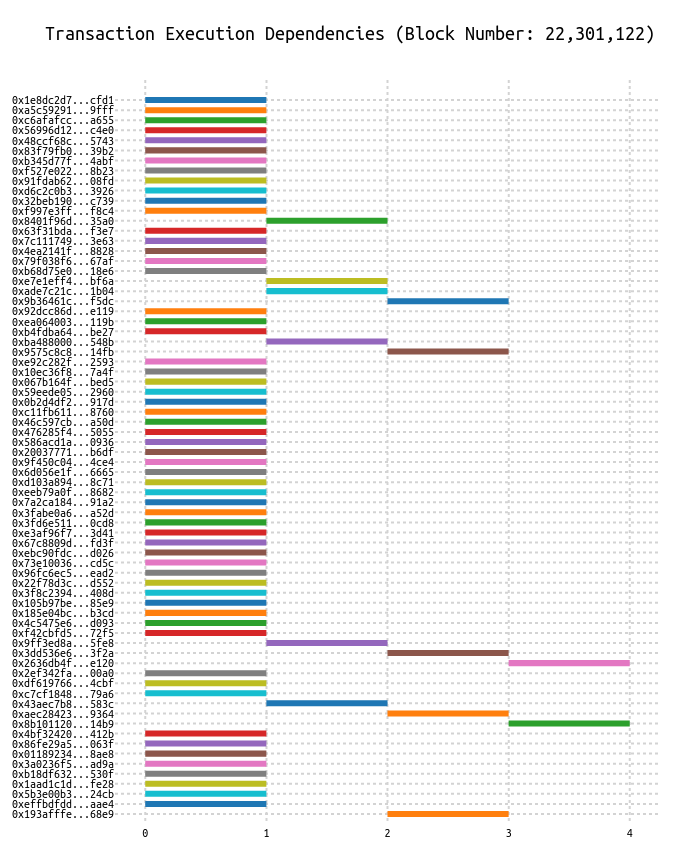 Transaction Execution Dependencies (Block Number: 22,301,122)
0x1e8dc2d7...cfd1
0xa5c59291...9fff
0xc6afafcc...a655
0x56996d12...c4e0
0x48ccf68c...5743
0x83f79fb0...39b2
0xb345d77f...4abf
0xf527e022...8b23
0x91fdab62...08fd
0xd6c2c0b3...3926
0x32beb190...c739
0xf997e3ff...f8c4
0x8401f96d...35a0
0x63f31bda...f3e7
0x7c111749...3e63
0x4ea2141f...8828
0x79f038f6...67af
0xb68d75e0...18e6
0xe7e1eff4...bf6a
0xade7c21c...1b04
0x9b36461c...f5dc
0x92dcc86d...e119
0xea064003...119b
0xb4fdba64...be27
0xba488000...548b
0x9575c8c8...14fb
0xe92c282f...2593
0x10ec36f8...7a4f
0x067b164f...bed5
0x59eede05...2960
0x0b2d4df2...917d
0xc11fb611...8760
0x46c597cb...a50d
0x476285f4...5055
0x586acd1a...0936
0x20037771...b6df
0x9f450c04...4ce4
0x6d056e1f...6665
0xd103a894...8c71
0xeeb79a0f...8682
0x7a2ca184...91a2
0x3fabe0a6...a52d
0x3fd6e511...0cd8
0xe3af96f7...3d41
0x67c8809d...fd3f
0xebc90fdc...d026
0x73e10036...cd5c
0x96fc6ec5...ead2
0x22f78d3c...d552
0x3f8c2394...408d
0x105b97be...85e9
0x185e04bc...b3cd
0x4c5475e6...d093
0xf42cbfd5...72f5
0x9ff3ed8a...5fe8
0x3dd536e6...3f2a
0x2636db4f...e120
0x2ef342fa...00a0
0xdf619766...4cbf
0xc7cf1848...79a6
0x43aec7b8...583c
0xaec28423...9364
0x8b101120...14b9
0x4bf32420...412b
0x86fe29a5...063f
0x01189234...8ae8
0x3a0236f5...ad9a
0xb18df632...530f
0x1aad1c1d...fe28
0x5b3e00b3...24cb
0xeffbdfdd...aae4
0x193afffe...68e9
0 1 2 3 4